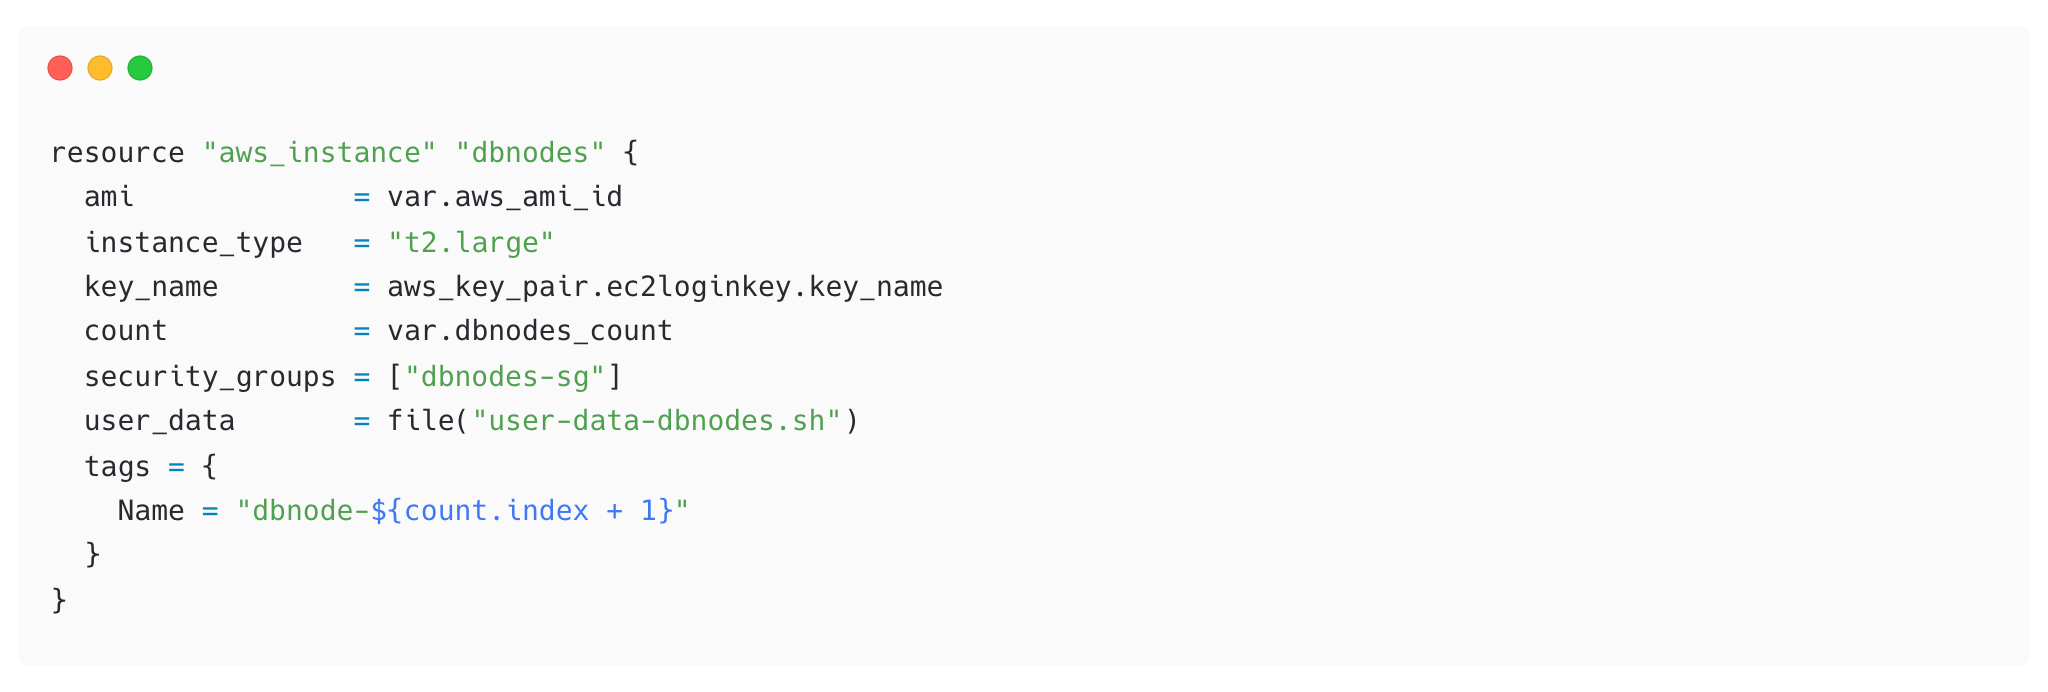 resource "aws_instance" "dbnodes" {
  ami             = var.aws_ami_id
  instance_type   = "t2.large"
  key_name        = aws_key_pair.ec2loginkey.key_name
  count           = var.dbnodes_count
  security_groups = ["dbnodes-sg"]
  user_data       = file("user-data-dbnodes.sh")
  tags = {
    Name = "dbnode-${count.index + 1}"
  }
}